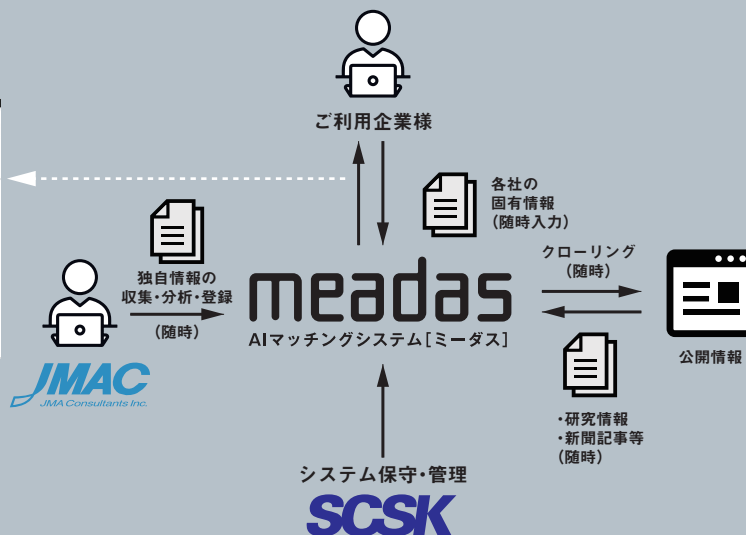 ご利用企業様
各社の
固有情報
(随時入力)
独自情報の
収集・分析・登録
(随時)
クローリング
(随時)
meadas
AIマッチングシステム[ミーダス]
公開情報
JMAC
JMA Consultants Inc.
・研究情報
・新聞記事等
(随時)
システム保守・管理
SCSK